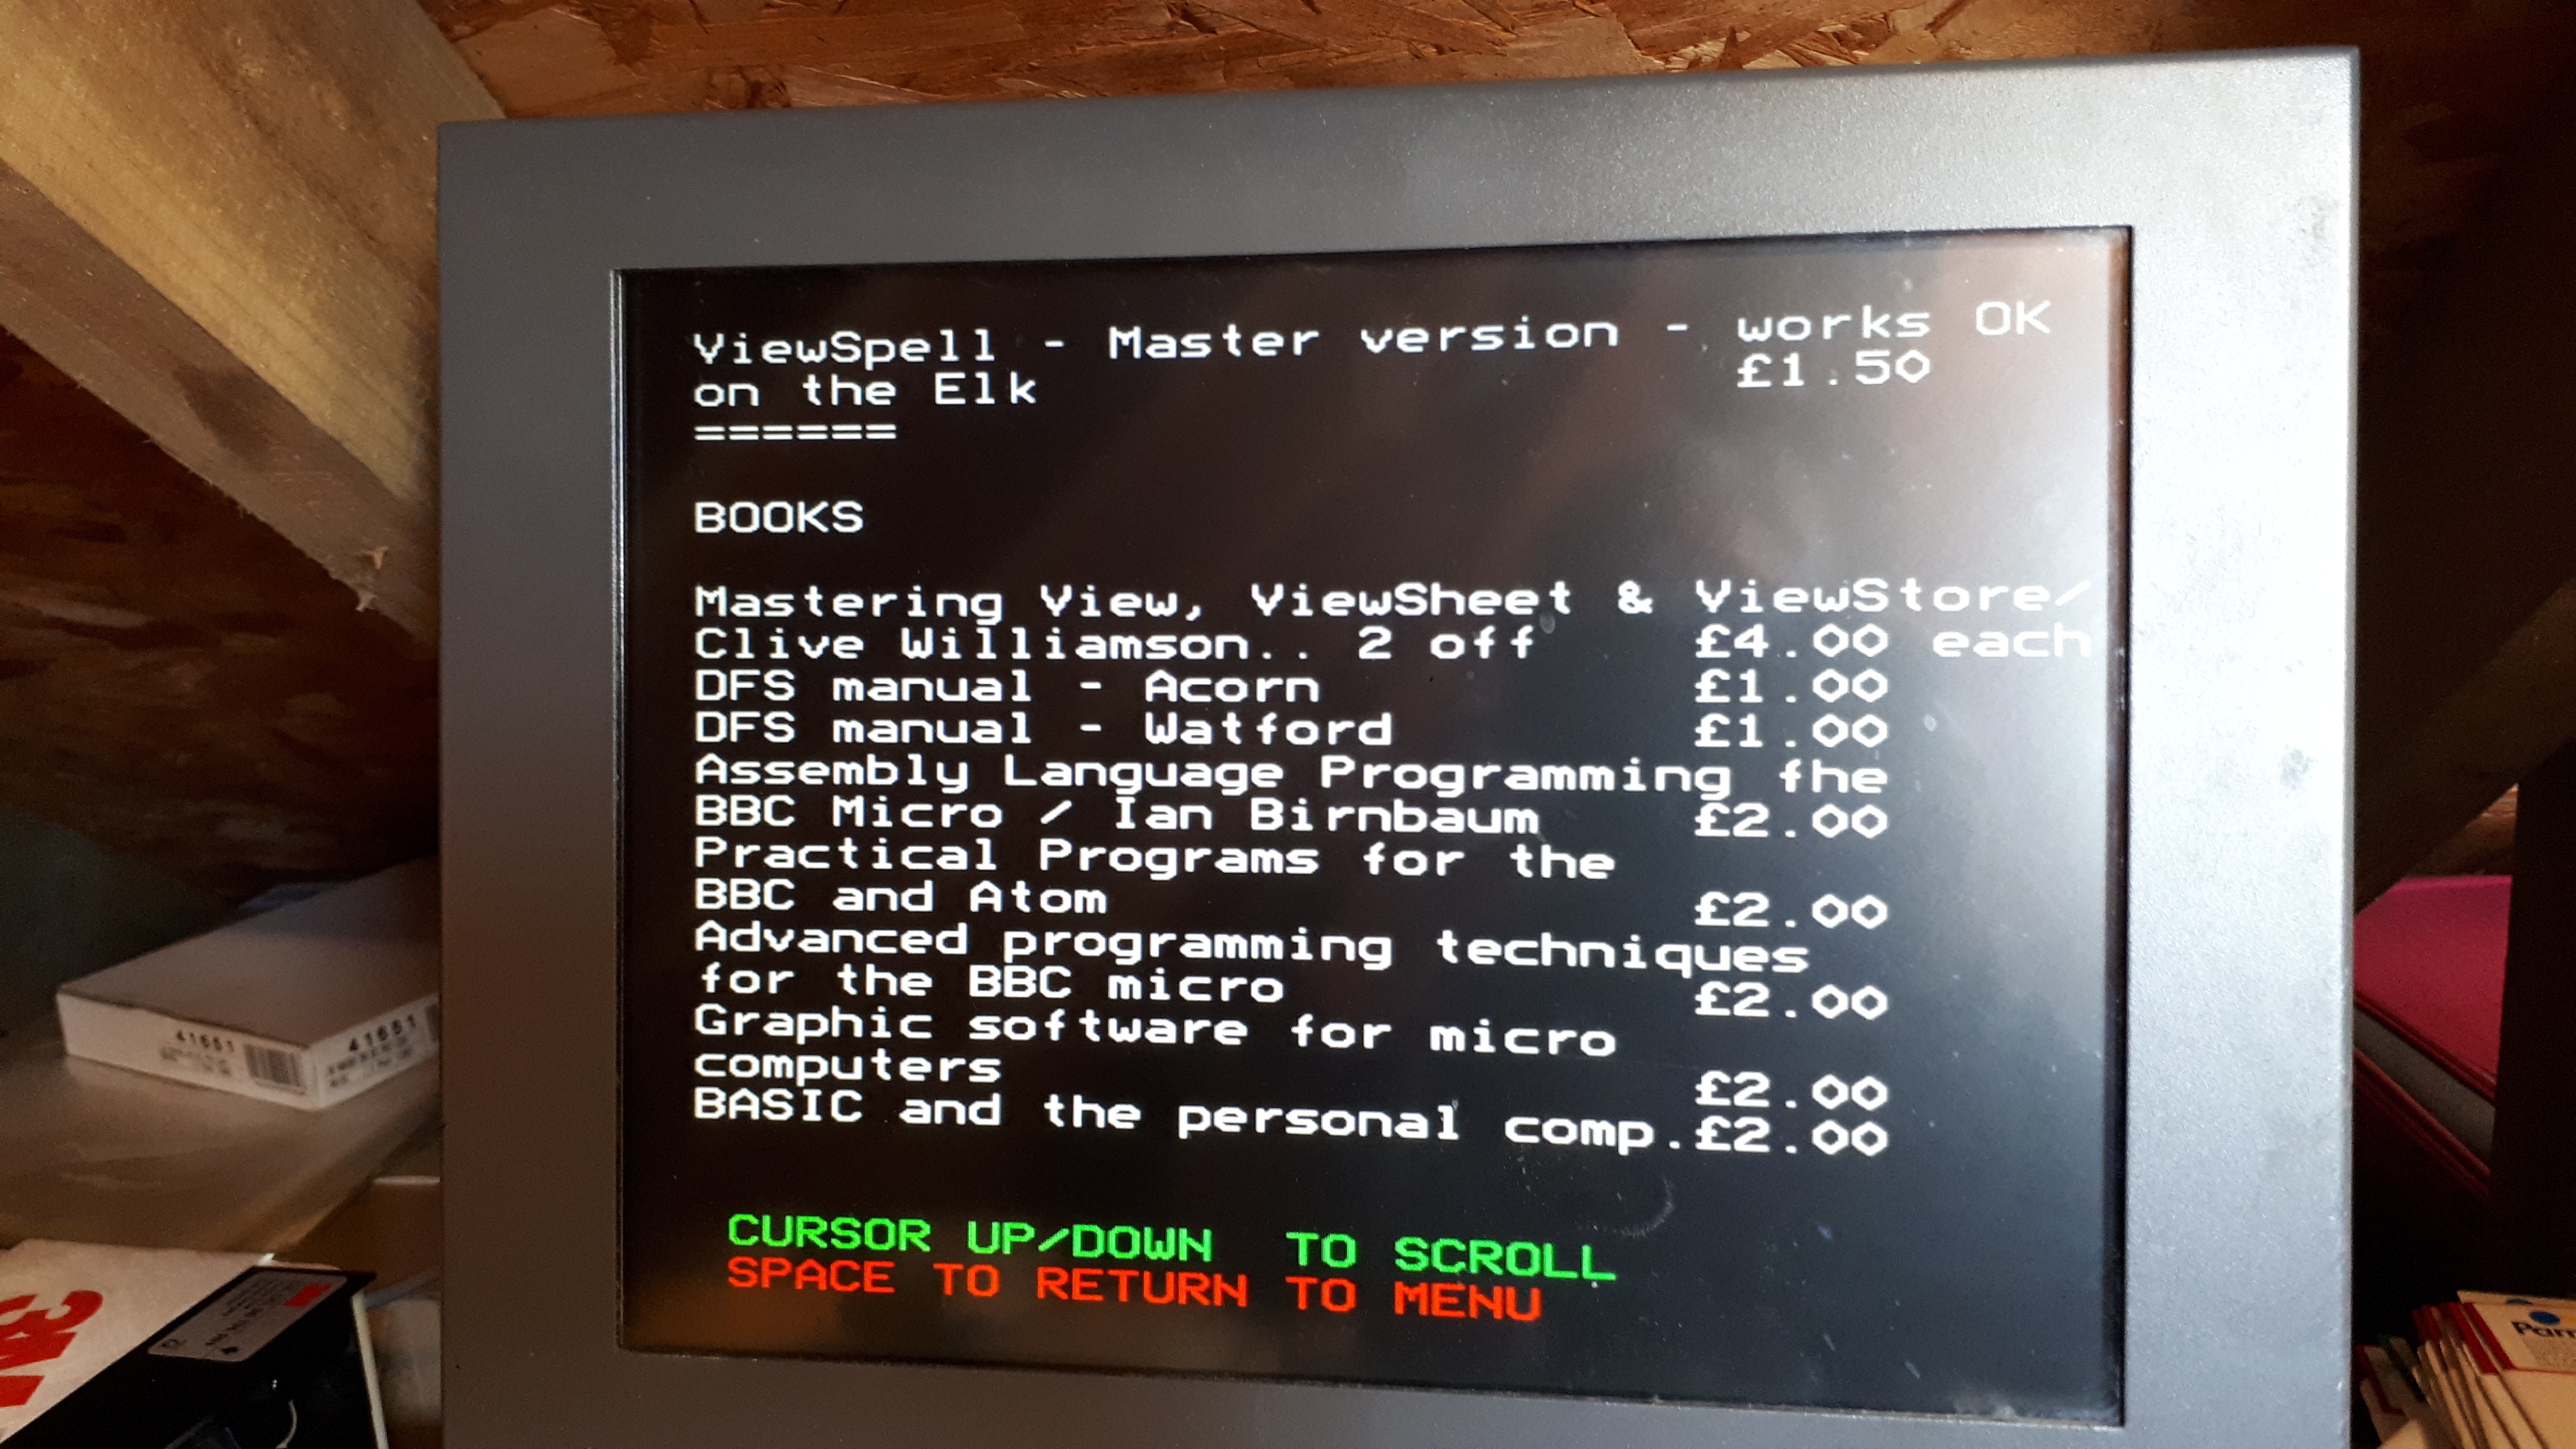 ViewSpell - Master version - works OK
on the Elk £1.50
======
BOOKS
Mastering View, ViewSheet & ViewStore/
Clive Williamson.. 2 off £4.00 each
DFS manual - Acorn £1.00
DFS manual - Watford £1.00
Assembly Language Programming fhe
BBC Micro / Ian Birnbaum £2.00
Practical Programs for the
BBC and Atom £2.00
Advanced programming techniques
for the BBC micro £2.00
Graphic software for micro
computers £2.00
BASIC and the personal comp.£2.00
CURSOR UP/DOWN TO SCROLL
SPACE TO RETURN TO MENU
41651
41651
3M